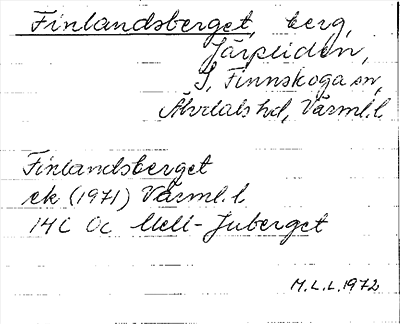 Finlandsberget, berg,
Järpliden,
S. Finnskoga sn,
Älvdals hd, Värml. l.
Finlandsberget
ek (1971) Värml. l.
14C Oc Mell-Juberget
M.L.L. 1972